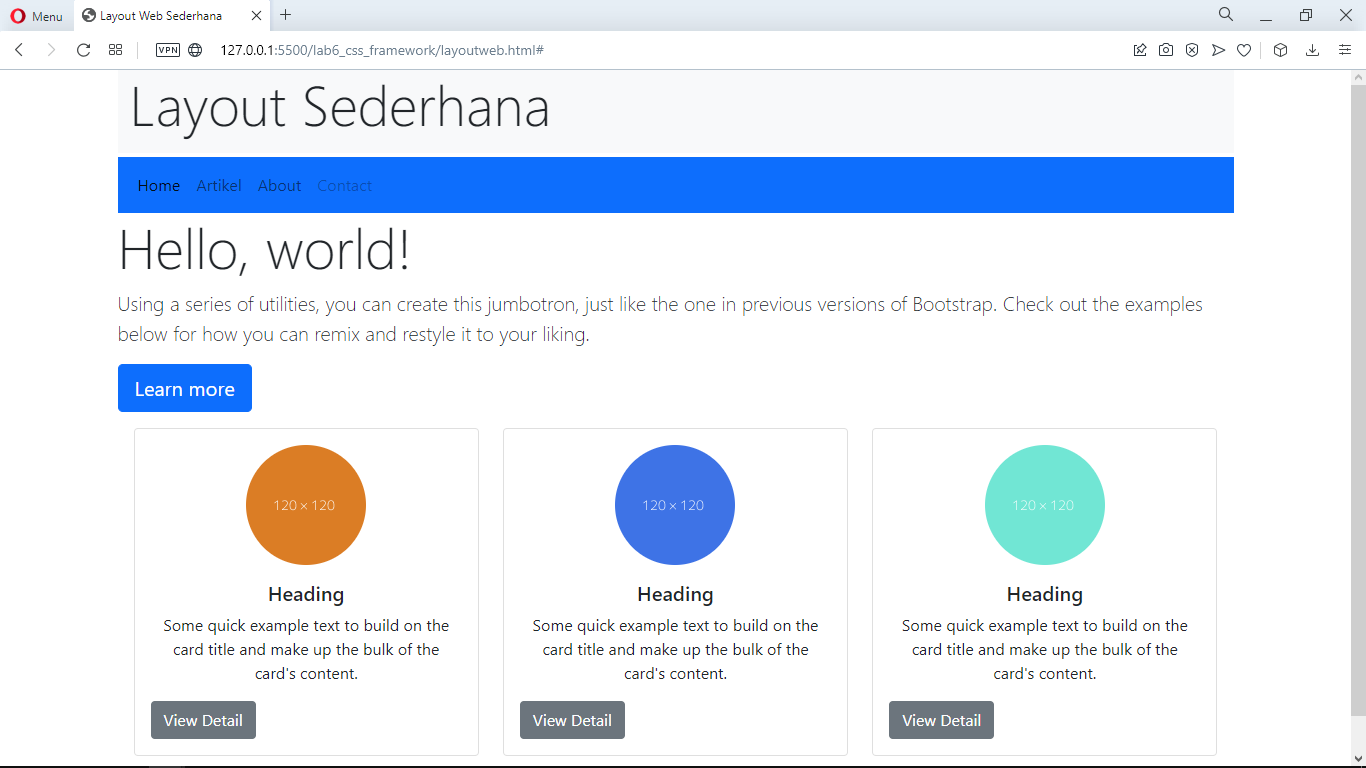 Menu
Layout Web Sederhana
VPN
127.0.0.1:5500/lab6_css_framework/layoutweb.html#
Layout Sederhana
Home Artikel About Contact
Hello, world!
Using a series of utilities, you can create this jumbotron, just like the one in previous versions of Bootstrap. Check out the examples
below for how you can remix and restyle it to your liking.
Learn more
120 × 120
Heading
Some quick example text to build on the
card title and make up the bulk of the
card's content.
View Detail
120 × 120
Heading
Some quick example text to build on the
card title and make up the bulk of the
card's content.
View Detail
120 × 120
Heading
Some quick example text to build on the
card title and make up the bulk of the
card's content.
View Detail